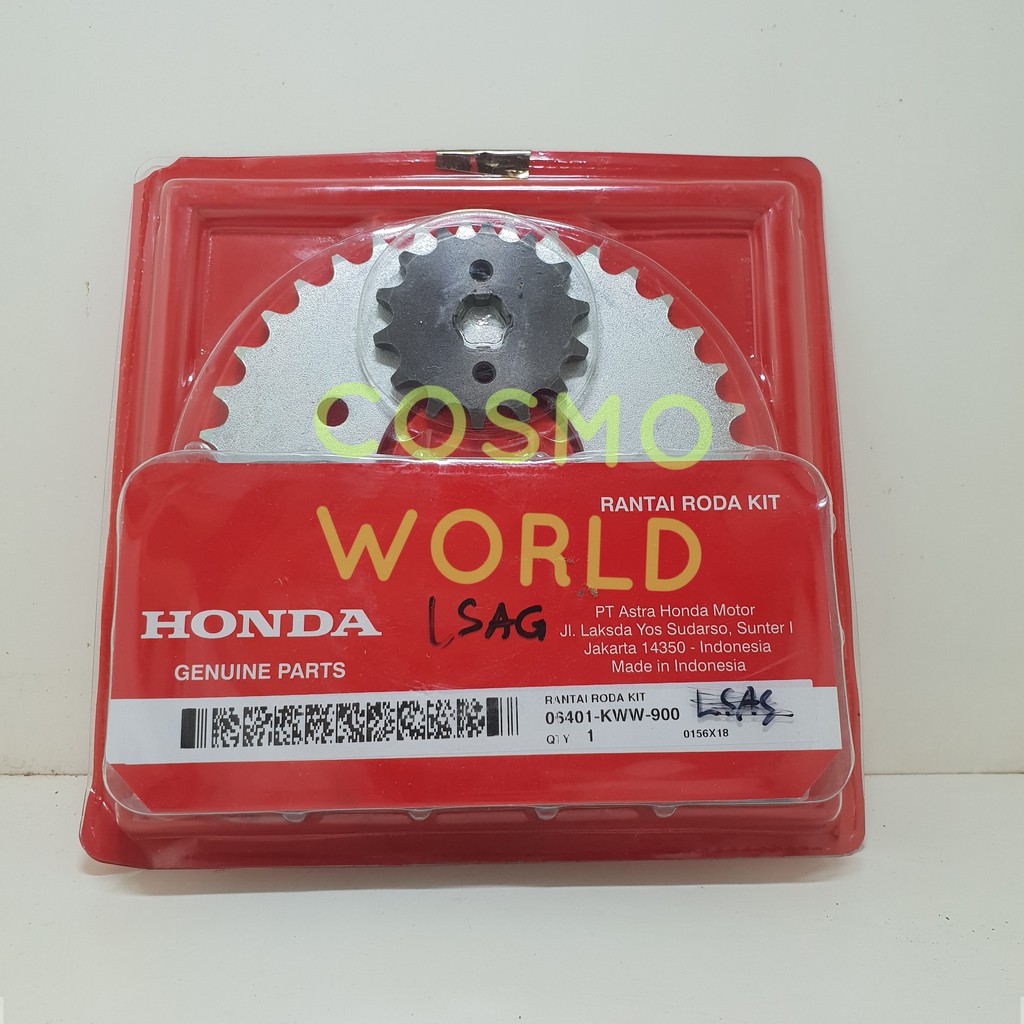 COSMO
WORLD
RANTAI RODA KIT
HONDA
GENUINE PARTS
LSAG
PT Astra Honda Motor
Jl. Laksda Yos Sudarso, Sunter I
Jakarta 14350 - Indonesia
Made in Indonesia
RANTAI RODA KIT
06401-KWW-900
QTY 1
LSAG
0156X18